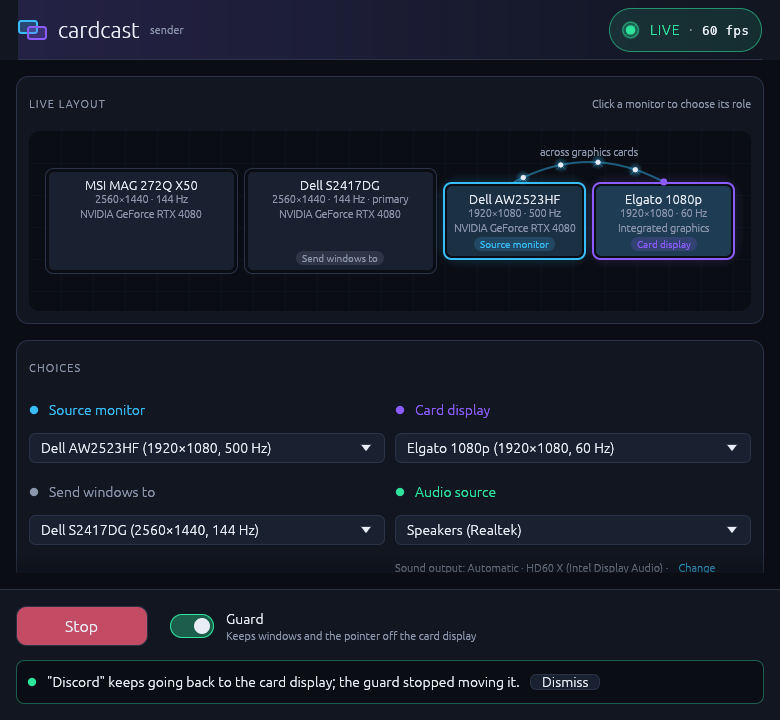 cardcast sender
LIVE · 60 fps
LIVE LAYOUT
Click a monitor to choose its role
across graphics cards
MSI MAG 272Q X50
2560×1440 · 144 Hz
NVIDIA GeForce RTX 4080
Dell S2417DG
2560×1440 · 144 Hz · primary
NVIDIA GeForce RTX 4080
Send windows to
Dell AW2523HF
1920×1080 · 500 Hz
NVIDIA GeForce RTX 4080
Source monitor
Elgato 1080p
1920×1080 · 60 Hz
Integrated graphics
Card display
CHOICES
Source monitor
Dell AW2523HF (1920×1080, 500 Hz)
Card display
Elgato 1080p (1920×1080, 60 Hz)
Send windows to
Dell S2417DG (2560×1440, 144 Hz)
Audio source
Speakers (Realtek)
Sound output: Automatic · HD60 X (Intel Display Audio) · Change
Stop
Guard
Keeps windows and the pointer off the card display
"Discord" keeps going back to the card display; the guard stopped moving it. Dismiss